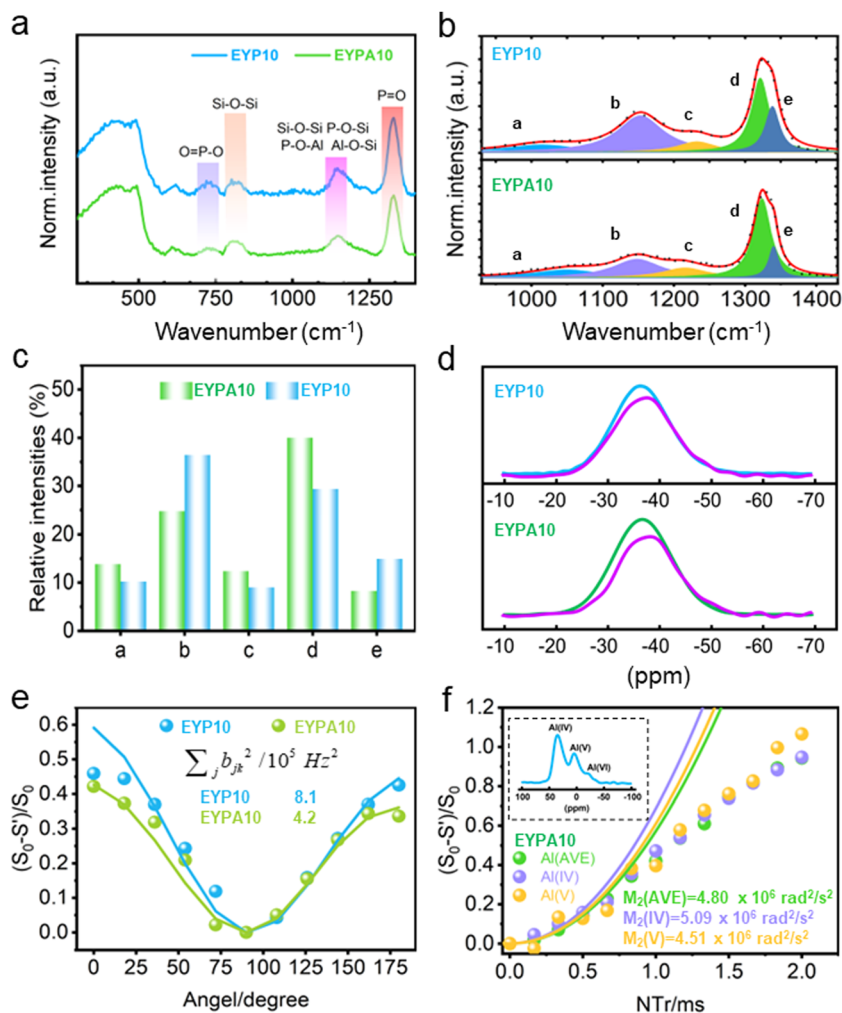 a
EYP10 EYPA10
P=O
Si-O-Si
Si-O-Si P-O-Si
O=P-O P-O-Al Al-O-Si
Norm.intensity (a.u.)
500 750 1000 1250
Wavenumber (cm-1)
b
EYP10
a b c d e
EYPA10
a b c d e
Norm.intensity (a.u.)
1000 1100 1200 1300 1400
Wavenumber (cm-1)
c
EYPA10 EYP10
Relative intensities (%)
50
40
30
20
10
0
a b c d e
d
EYP10
-10 -20 -30 -40 -50 -60 -70
EYPA10
-10 -20 -30 -40 -50 -60 -70
(ppm)
e
EYP10 EYPA10
∑j bjk2 /105 Hz2
EYP10 8.1
EYPA10 4.2
(S0-S')/S0
0.6
0.5
0.4
0.3
0.2
0.1
0.0
0 25 50 75 100 125 150 175
Angel/degree
f
(S0-S')/S0
1.2
1.0
0.8
0.6
0.4
0.2
0.0
Al(IV)
Al(V)
Al(VI)
100 50 0 -50 -100
(ppm)
EYPA10
Al(AVE)
Al(IV)
Al(V)
M2(AVE)=4.80 x 106 rad2/s2
M2(IV)=5.09 x 106 rad2/s2
M2(V)=4.51 x 106 rad2/s2
0.0 0.5 1.0 1.5 2.0
NTr/ms